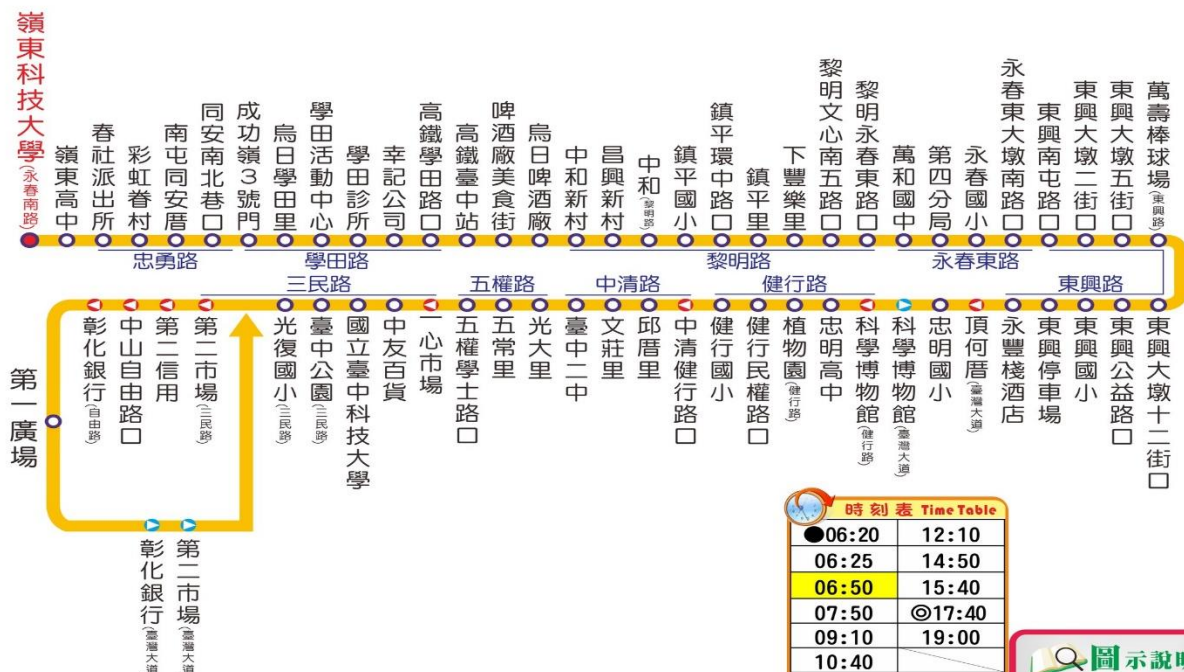 嶺東科技大學(永春南路)
嶺東高中
春社派出所
彩虹眷村
南屯同安厝
同安南北巷口
成功嶺3號門
烏日學田里
學田活動中心
學田診所
幸記公司
高鐵學田路口
高鐵臺中站
啤酒廠美食街
烏日啤酒廠
中和新村
昌興新村
中和(黎明路)
鎮平國小
鎮平環中路口
鎮平里
下豐樂里
黎明文心南五路口
黎明永春東路口
萬和國中
第四分局
永春國小
永春東大墩南路口
東興南屯路口
東興大墩二街口
東興大墩五街口
萬壽棒球場(東興路)
忠勇路
學田路
黎明路
永春東路
三民路
五權路
中清路
健行路
東興路
第一廣場
彰化銀行(自由路)
中山自由路口
第二信用
第二市場(三民路)
光復國小(三民路)
臺中公園(三民路)
國立臺中科技大學
中友百貨
一心市場
五權學士路口
五常里
光大里
臺中二中
文莊里
邱厝里
中清健行路口
健行國小
健行民權路口
植物園(健行路)
忠明高中
科學博物館(健行路)
科學博物館(臺灣大道)
忠明國小
頂何厝(臺灣大道)
永豐棧酒店
東興停車場
東興國小
東興公益路口
東興大墩十二街口
彰化銀行(臺灣大道
第二市場(臺灣大道
時刻表 Time Table
●06:20 12:10
06:25 14:50
06:50 15:40
07:50 ◎17:40
09:10 19:00
10:40
圖示說明